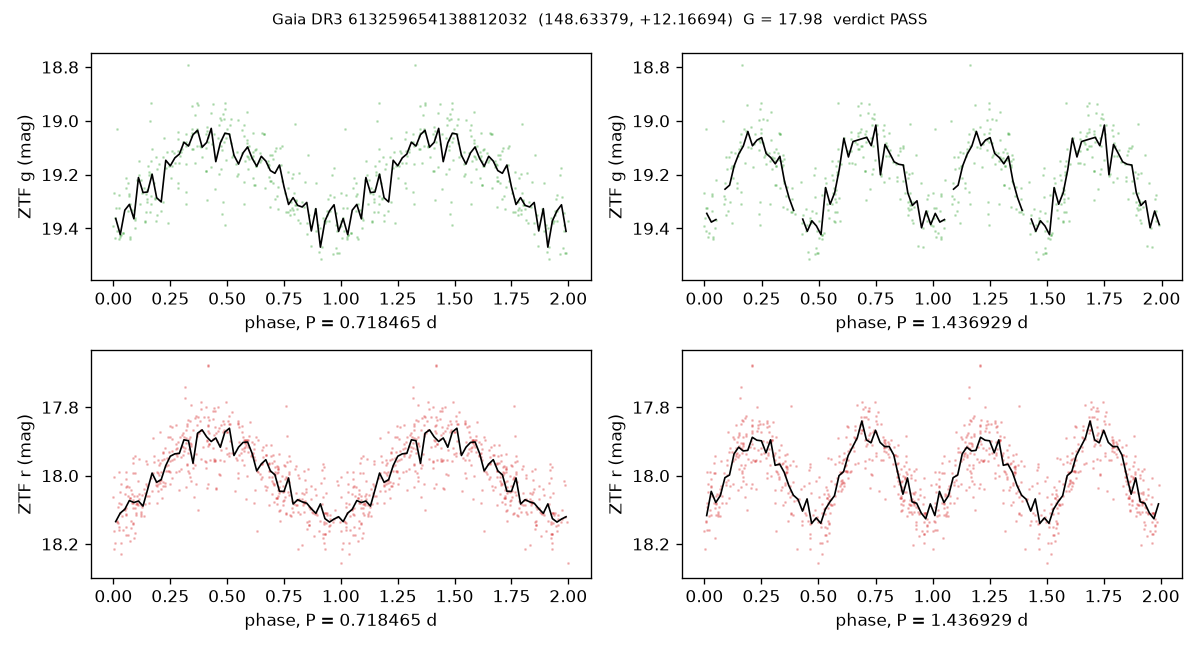 Gaia DR3 613259654138812032 (148.63379, +12.16694) G = 17.98 verdict PASS
ZTF g (mag)
18.8
19.0
19.2
19.4
0.00 0.25 0.50 0.75 1.00 1.25 1.50 1.75 2.00
phase, P = 0.718465 d
ZTF g (mag)
18.8
19.0
19.2
19.4
0.00 0.25 0.50 0.75 1.00 1.25 1.50 1.75 2.00
phase, P = 1.436929 d
ZTF r (mag)
17.8
18.0
18.2
0.00 0.25 0.50 0.75 1.00 1.25 1.50 1.75 2.00
phase, P = 0.718465 d
ZTF r (mag)
17.8
18.0
18.2
0.00 0.25 0.50 0.75 1.00 1.25 1.50 1.75 2.00
phase, P = 1.436929 d